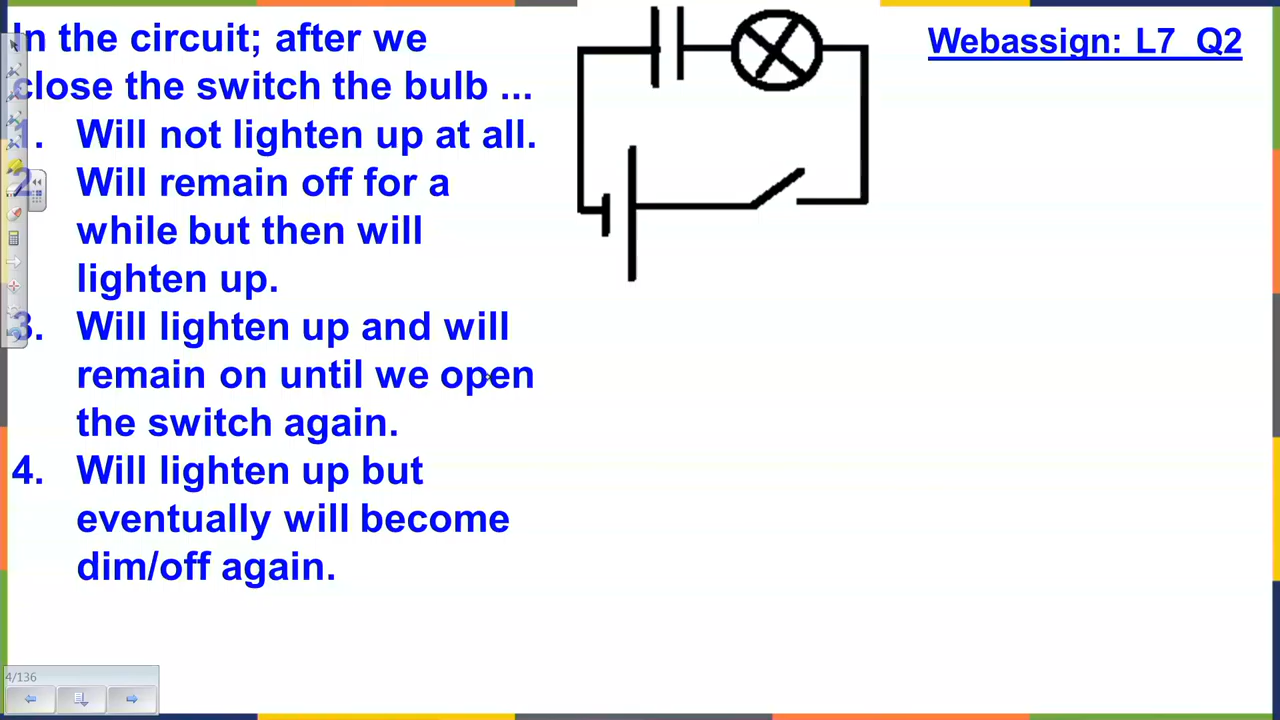 In the circuit; after we
close the switch the bulb ...
1. Will not lighten up at all.
2. Will remain off for a
while but then will
lighten up.
3. Will lighten up and will
remain on until we open
the switch again.
4. Will lighten up but
eventually will become
dim/off again.
Webassign: L7 Q2
4/136